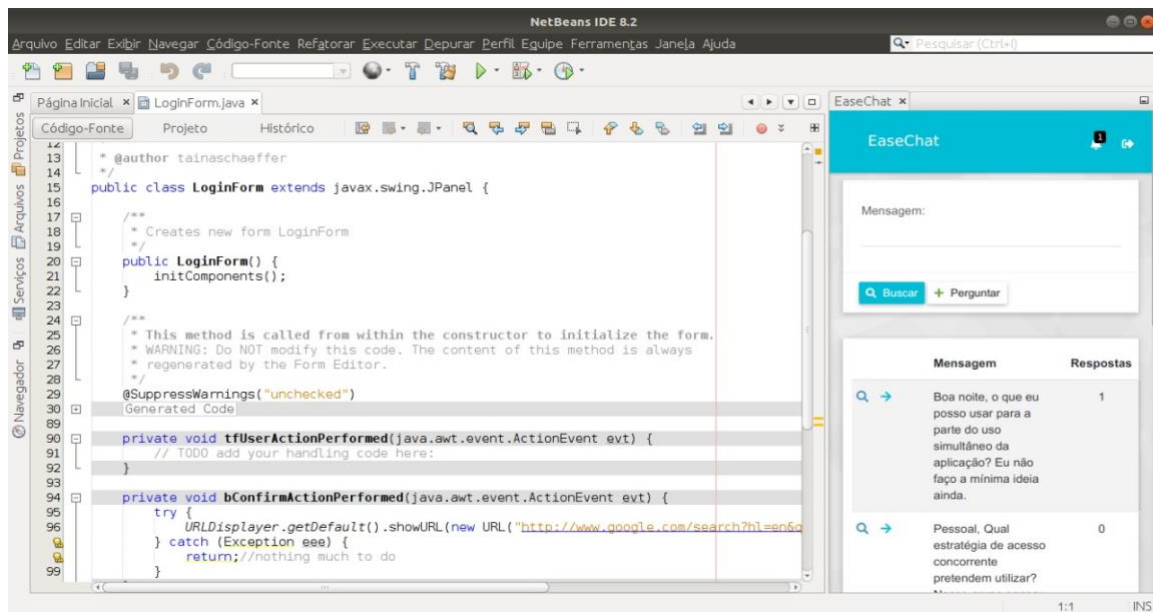 NetBeans IDE 8.2
Arquivo Editar Exibir Navegar Código-Fonte Refatorar Executar Depurar Perfil Equipe Ferramentas Janela Ajuda
Pesquisar (Ctrl+I)
Projetos
Arquivos
Serviços
Navegador
Página Inicial
LoginForm.java
Código-Fonte Projeto Histórico
12
13 * @author tainaschaeffer
14 */
15 public class LoginForm extends javax.swing.JPanel {
16
17 /**
18 * Creates new form LoginForm
19 */
20 public LoginForm() {
21 initComponents();
22 }
23
24 /**
25 * This method is called from within the constructor to initialize the form.
26 * WARNING: Do NOT modify this code. The content of this method is always
27 * regenerated by the Form Editor.
28 */
29 @SuppressWarnings("unchecked")
30 Generated Code
89
90 private void tfUserActionPerformed(java.awt.event.ActionEvent evt) {
91 // TODO add your handling code here:
92 }
93
94 private void bConfirmActionPerformed(java.awt.event.ActionEvent evt) {
95 try {
96 URLDisplayer.getDefault().showURL(new URL("http://www.google.com/search?hl=en&q
} catch (Exception eee) {
return;//nothing much to do
99 }
EaseChat
EaseChat
1
Mensagem:
Buscar
+ Perguntar
Mensagem Respostas
Boa noite, o que eu 1
posso usar para a
parte do uso
simultâneo da
aplicação? Eu não
faço a mínima ideia
ainda.
Pessoal, Qual 0
estratégia de acesso
concorrente
pretendem utilizar?
1:1 INS